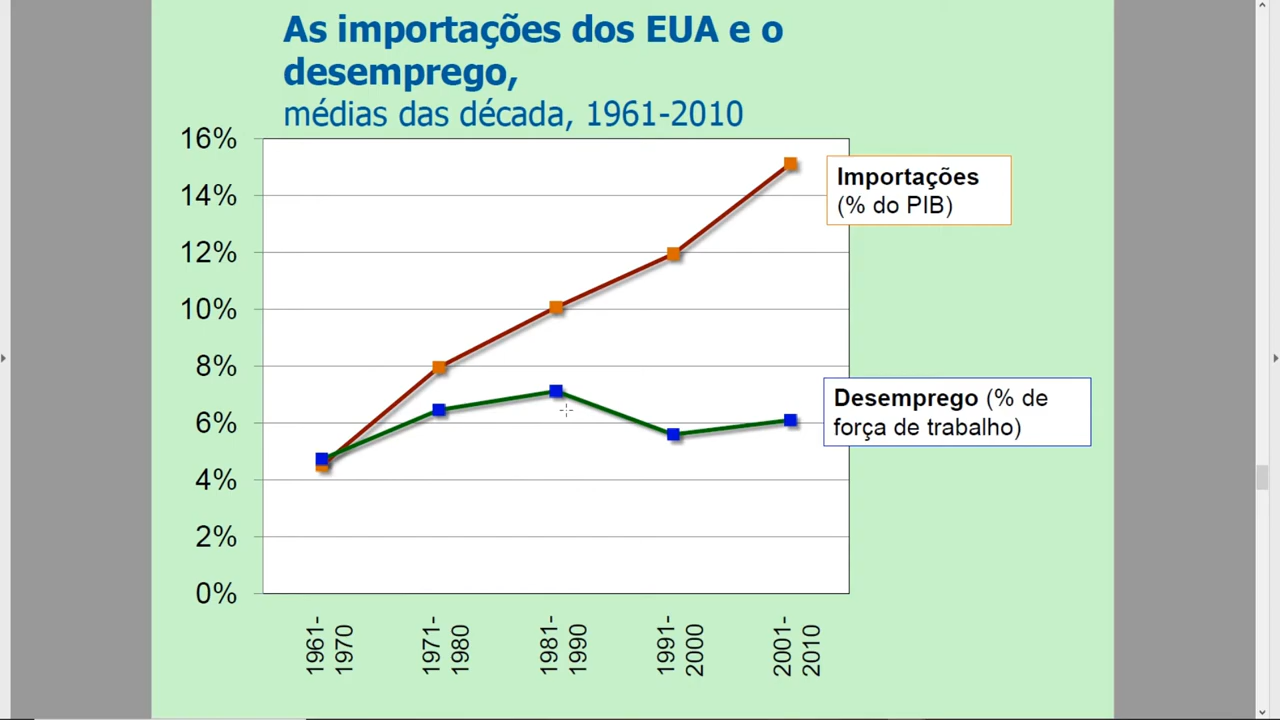 As importações dos EUA e o
desemprego,
médias das década, 1961-2010
16%
14%
12%
10%
8%
6%
4%
2%
0%
Importações
(% do PIB)
Desemprego (% de
força de trabalho)
1961-
1970
1971-
1980
1981-
1990
1991-
2000
2001-
2010